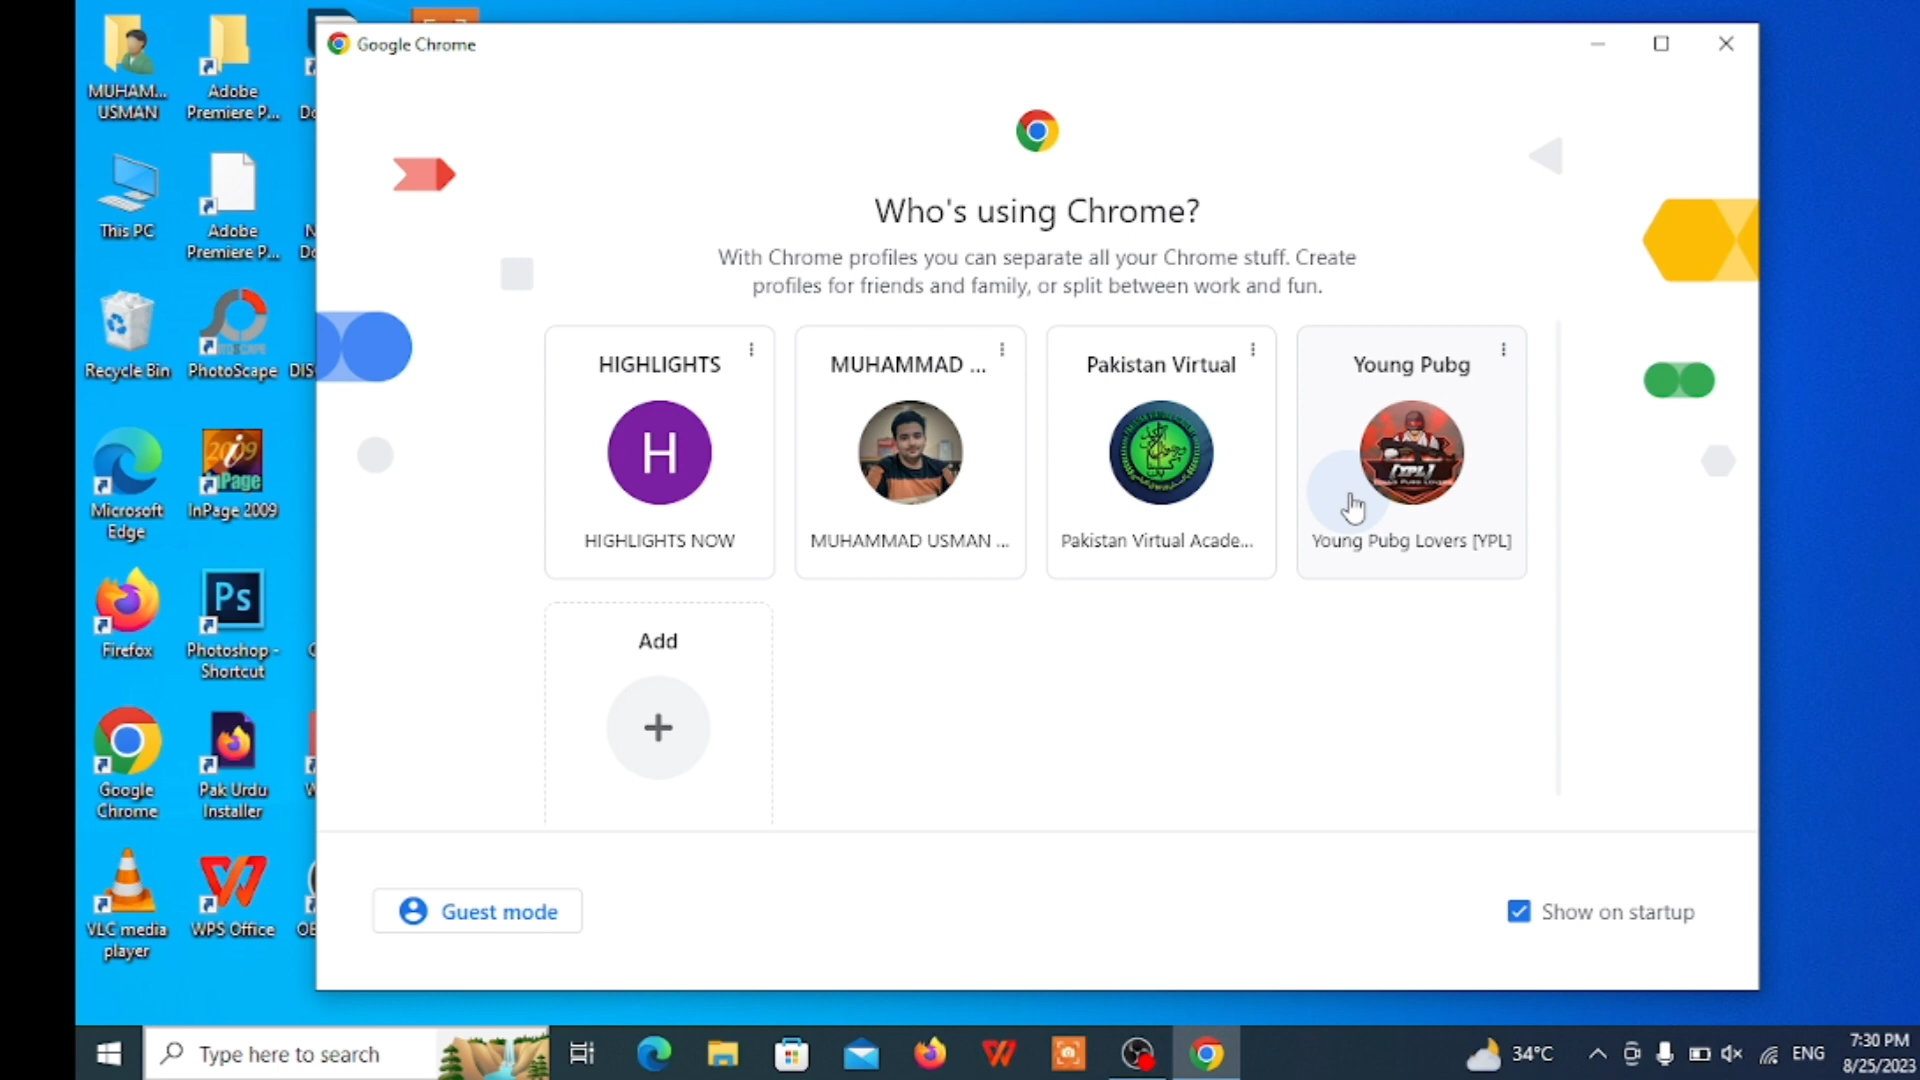 Google Chrome
Who's using Chrome?
With Chrome profiles you can separate all your Chrome stuff. Create
profiles for friends and family, or split between work and fun.
HIGHLIGHTS
HIGHLIGHTS NOW
MUHAMMAD ...
MUHAMMAD USMAN ...
Pakistan Virtual
Pakistan Virtual Acade...
Young Pubg
[YPL]
Young Pubg Lovers [YPL]
H
Add
Guest mode
Show on startup
MUHAM...
USMAN
Adobe
Premiere P...
This PC
Adobe
Premiere P...
Recycle Bin
PhotoScape
DIS
Microsoft
Edge
2009
InPage 2009
Firefox
Ps
Photoshop -
Shortcut
Google
Chrome
Pak Urdu
Installer
VLC media
player
WPS Office
Type here to search
34°C
ENG
7:30 PM
8/25/2023